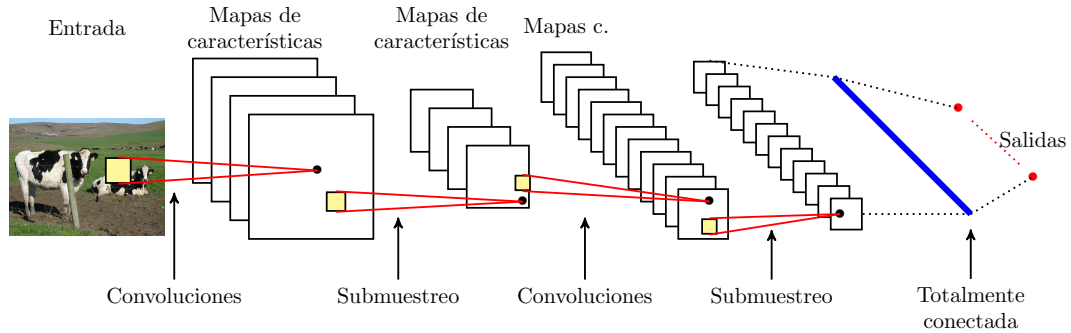 Entrada
Mapas de
características
Mapas de
características
Mapas c.
Salidas
Convoluciones
Submuestreo
Convoluciones
Submuestreo
Totalmente
conectada